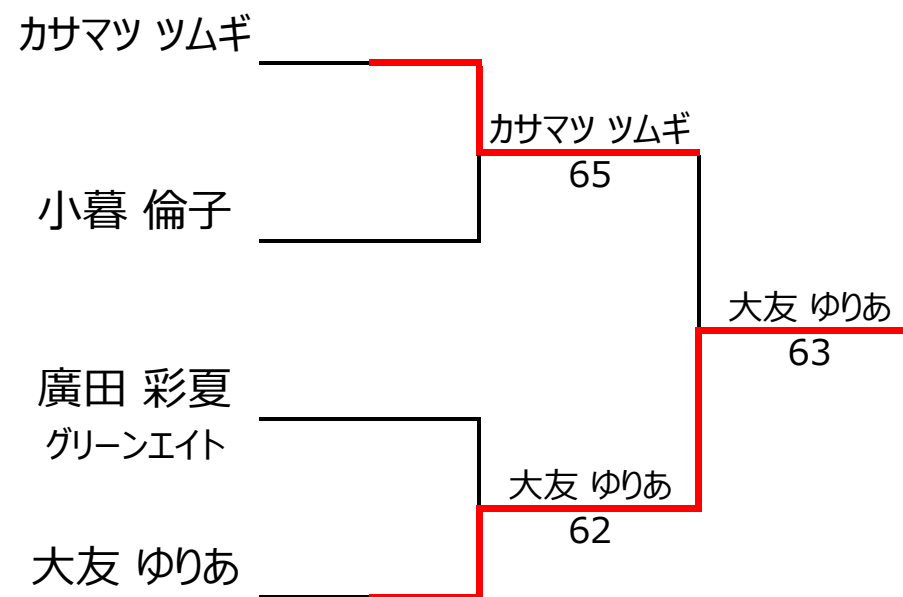 カサマツ ツムギ
カサマツ ツムギ
65
小暮 倫子
大友 ゆりあ
63
廣田 彩夏
グリーンエイト
大友 ゆりあ
62
大友 ゆりあ